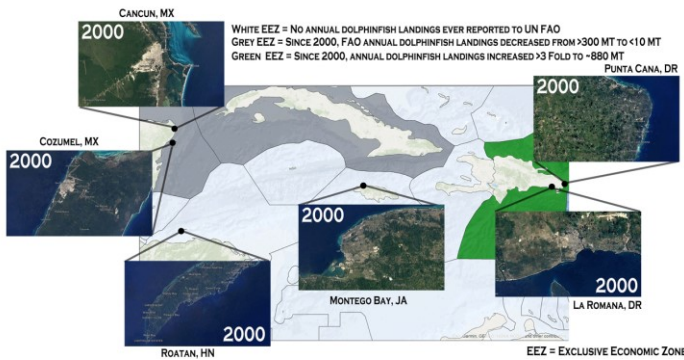 CANCUN, MX
2000
WHITE EEZ = NO ANNUAL DOLPHINFISH LANDINGS EVER REPORTED TO UN FAO
GREY EEZ = SINCE 2000, FAO ANNUAL DOLPHINFISH LANDINGS DECREASED FROM >300 MT TO <10 MT
GREEN EEZ = SINCE 2000, ANNUAL DOLPHINFISH LANDINGS INCREASED >3 FOLD TO ~880 MT
PUNTA CANA, DR
2000
COZUMEL, MX
2000
2000
MONTEGO BAY, JA
2000
ROATAN, HN
2000
LA ROMANA, DR
EEZ = EXCLUSIVE ECONOMIC ZONE